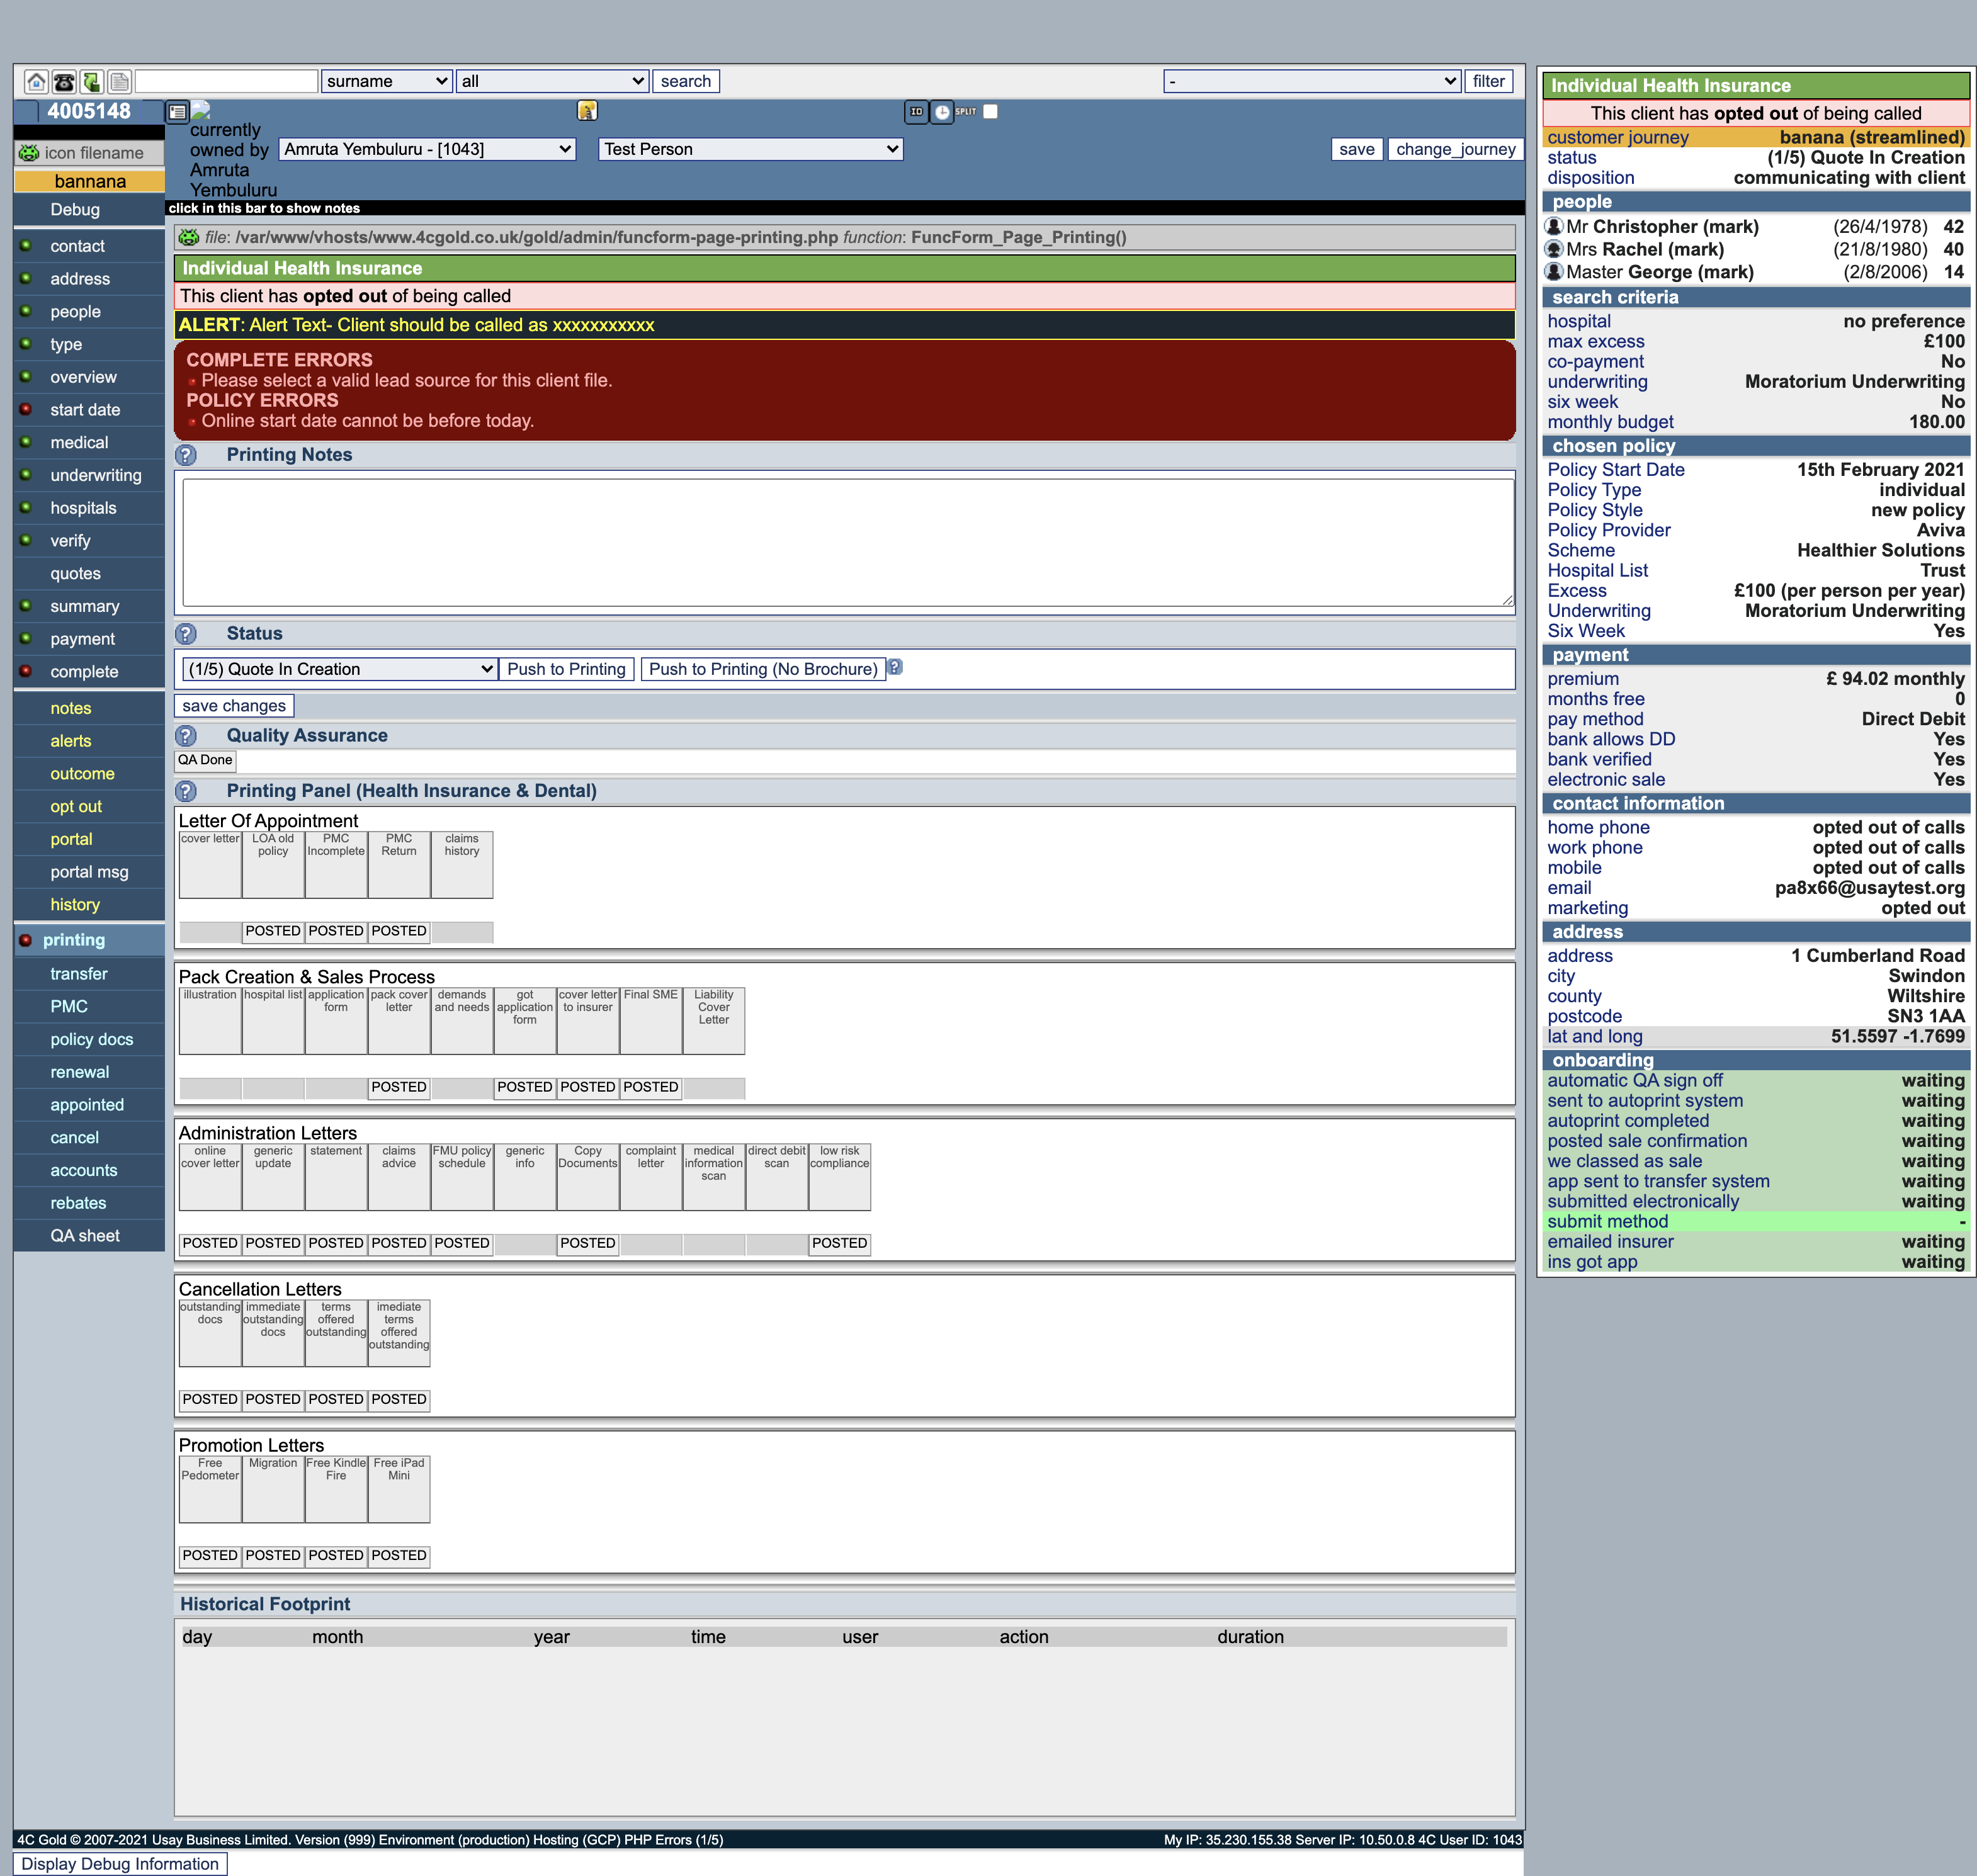 surname all search - filter
4005148
currently owned by Amruta Yembuluru
Amruta Yembuluru - [1043]
Test Person
ID SPLIT
save change_journey
icon filename
bannana
Debug
contact
address
people
type
overview
start date
medical
underwriting
hospitals
verify
quotes
summary
payment
complete
notes
alerts
outcome
opt out
portal
portal msg
history
printing
transfer
PMC
policy docs
renewal
appointed
cancel
accounts
rebates
QA sheet
click in this bar to show notes
file: /var/www/vhosts/www.4cgold.co.uk/gold/admin/funcform-page-printing.php function: FuncForm_Page_Printing()
Individual Health Insurance
This client has opted out of being called
ALERT: Alert Text- Client should be called as xxxxxxxxxxx
COMPLETE ERRORS
Please select a valid lead source for this client file.
POLICY ERRORS
Online start date cannot be before today.
? Printing Notes
? Status
(1/5) Quote In Creation Push to Printing Push to Printing (No Brochure) ?
save changes
? Quality Assurance
QA Done
? Printing Panel (Health Insurance & Dental)
Letter Of Appointment
cover letter LOA old policy PMC Incomplete PMC Return claims history
POSTED POSTED POSTED
Pack Creation & Sales Process
illustration hospital list application form pack cover letter demands and needs got application form cover letter to insurer Final SME Liability Cover Letter
POSTED POSTED POSTED POSTED
Administration Letters
online cover letter generic update statement claims advice FMU policy schedule generic info Copy Documents complaint letter medical information scan direct debit scan low risk compliance
POSTED POSTED POSTED POSTED POSTED POSTED POSTED
Cancellation Letters
outstanding docs immediate outstanding docs terms offered outstanding imediate terms offered outstanding
POSTED POSTED POSTED POSTED
Promotion Letters
Free Pedometer Migration Free Kindle Fire Free iPad Mini
POSTED POSTED POSTED POSTED
Historical Footprint
day month year time user action duration
4C Gold © 2007-2021 Usay Business Limited. Version (999) Environment (production) Hosting (GCP) PHP Errors (1/5)
My IP: 35.230.155.38 Server IP: 10.50.0.8 4C User ID: 1043
Display Debug Information
Individual Health Insurance
This client has opted out of being called
customer journey banana (streamlined)
status (1/5) Quote In Creation
disposition communicating with client
people
Mr Christopher (mark) (26/4/1978) 42
Mrs Rachel (mark) (21/8/1980) 40
Master George (mark) (2/8/2006) 14
search criteria
hospital no preference
max excess £100
co-payment No
underwriting Moratorium Underwriting
six week No
monthly budget 180.00
chosen policy
Policy Start Date 15th February 2021
Policy Type individual
Policy Style new policy
Policy Provider Aviva
Scheme Healthier Solutions
Hospital List Trust
Excess £100 (per person per year)
Underwriting Moratorium Underwriting
Six Week Yes
payment
premium £ 94.02 monthly
months free 0
pay method Direct Debit
bank allows DD Yes
bank verified Yes
electronic sale Yes
contact information
home phone opted out of calls
work phone opted out of calls
mobile opted out of calls
email pa8x66@usaytest.org
marketing opted out
address
address 1 Cumberland Road
city Swindon
county Wiltshire
postcode SN3 1AA
lat and long 51.5597 -1.7699
onboarding
automatic QA sign off waiting
sent to autoprint system waiting
autoprint completed waiting
posted sale confirmation waiting
we classed as sale waiting
app sent to transfer system waiting
submitted electronically waiting
submit method -
emailed insurer waiting
ins got app waiting